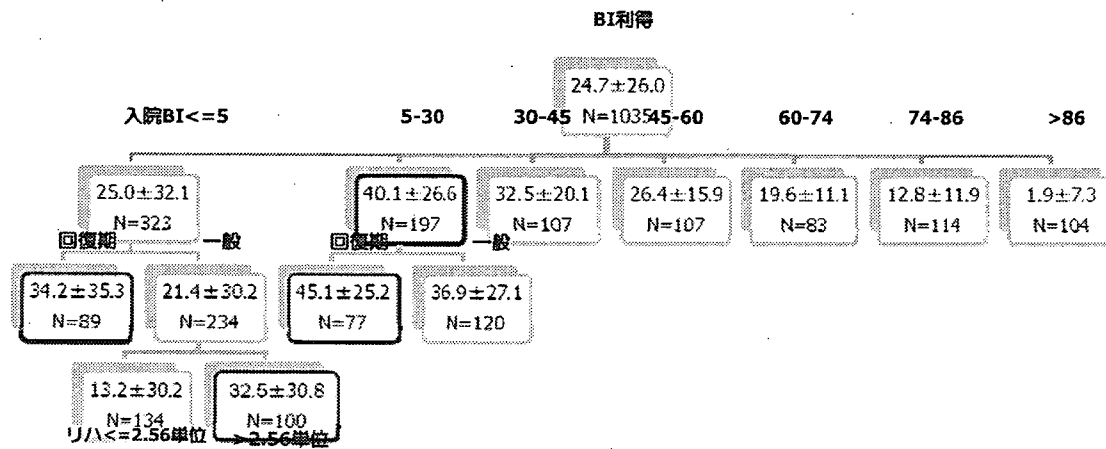 BI利得
24.7±26.0
N=1035
入院BI<=5
5-30
30-45
45-60
60-74
74-86
>86
25.0±32.1
N=323
40.1±26.6
N=197
32.5±20.1
N=107
26.4±15.9
N=107
19.6±11.1
N=83
12.8±11.9
N=114
1.9±7.3
N=104
回復期
一般
回復期
一般
34.2±35.3
N=89
21.4±30.2
N=234
45.1±25.2
N=77
36.9±27.1
N=120
13.2±30.2
N=134
32.5±30.8
N=100
リハ<=2.56単位
>2.56単位